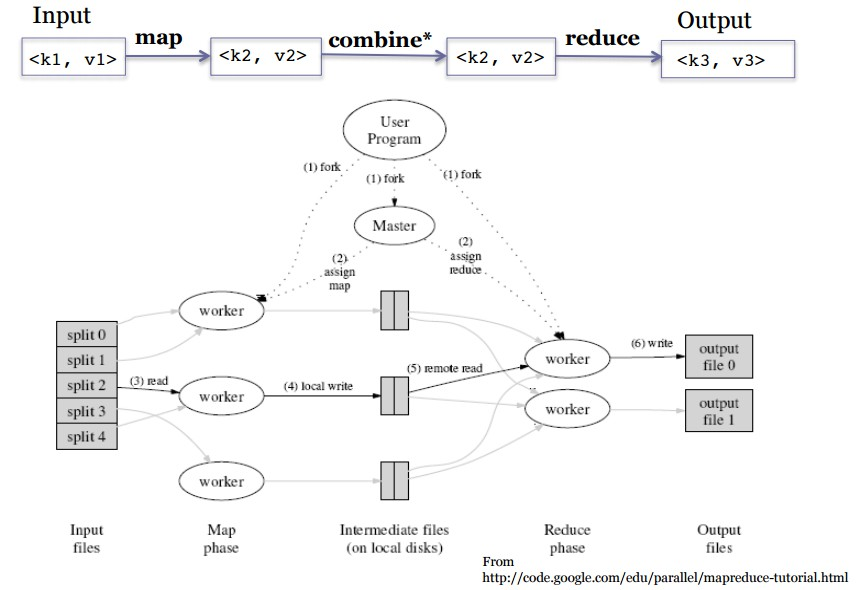 Input
map
combine*
reduce
Output
<k1, v1>
<k2, v2>
<k2, v2>
<k3, v3>
User
Program
(1) fork
(1) fork
(1) fork
Master
(2)
assign
map
(2)
assign
reduce
worker
split 0
split 1
split 2
split 3
split 4
(3) read
worker
(4) local write
(5) remote read
worker
(6) write
output
file 0
worker
output
file 1
worker
Input
files
Map
phase
Intermediate files
(on local disks)
Reduce
phase
Output
files
From
http://code.google.com/edu/parallel/mapreduce-tutorial.html